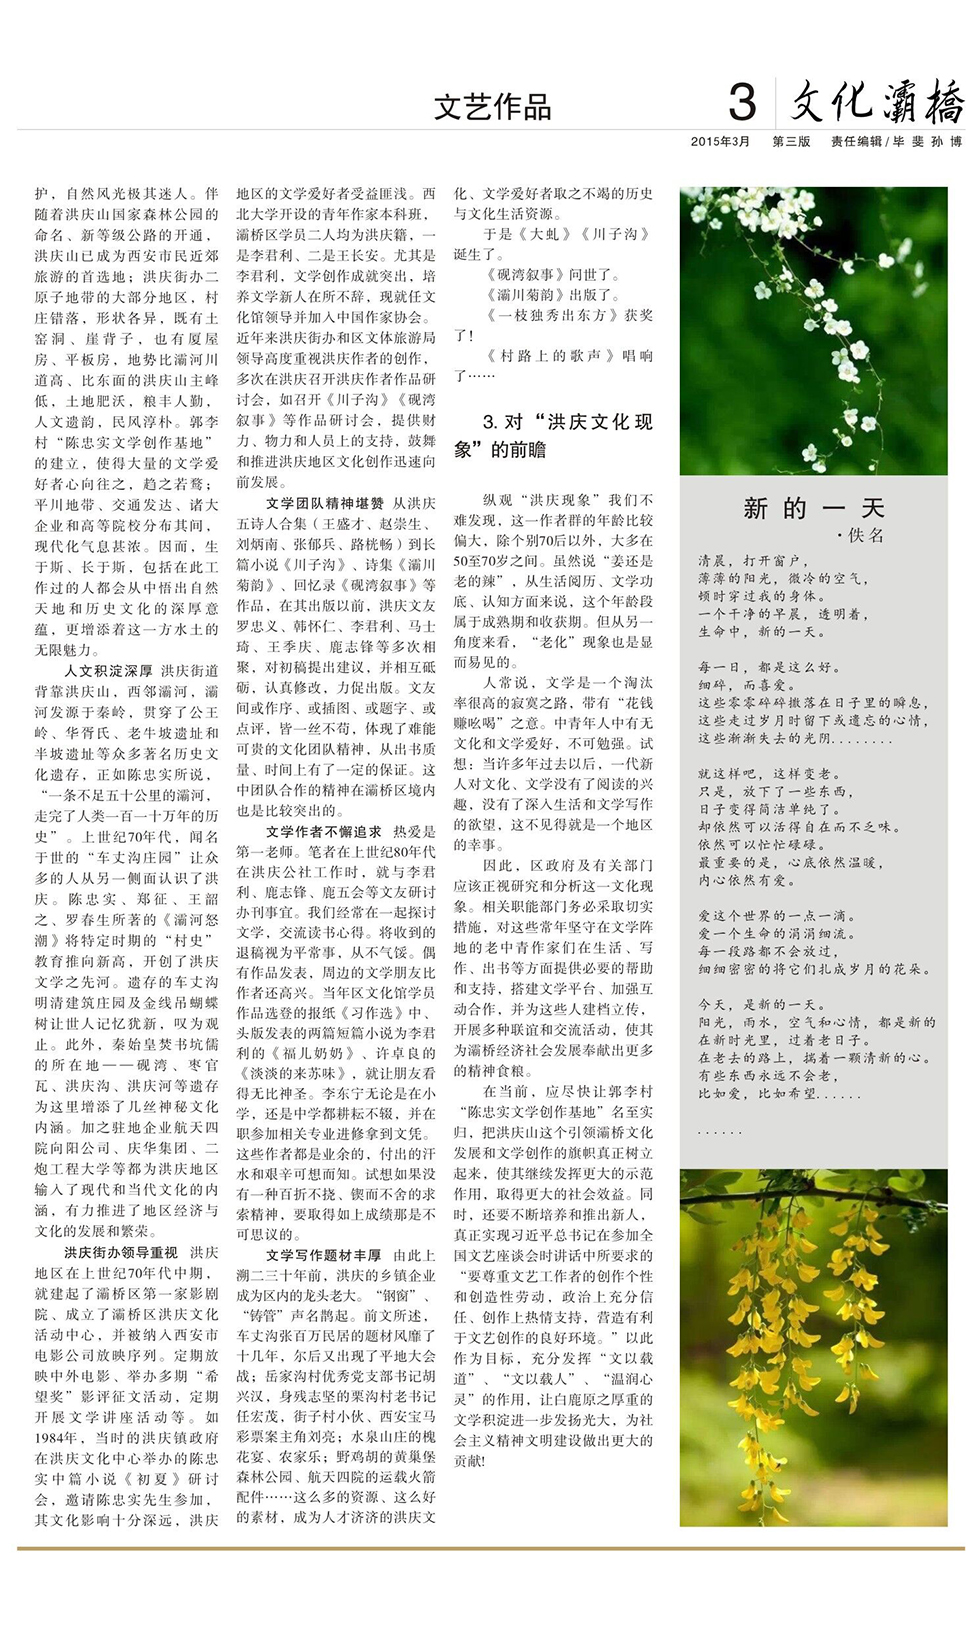 文艺作品
3
文化灞橋
2015年3月 第三版 责任编辑/毕 斐 孙 博
护，自然风光极其迷人。伴
随着洪庆山国家森林公园的
命名、新等级公路的开通，
洪庆山已成为西安市民近郊
旅游的首选地；洪庆街办二
原子地带的大部分地区，村
庄错落，形状各异，既有土
窑洞、崖背子，也有厦屋
房、平板房，地势比灞河川
道高、比东面的洪庆山主峰
低，土地肥沃，粮丰人勤，
人文遗韵，民风淳朴。郭李
村“陈忠实文学创作基地”
的建立，使得大量的文学爱
好者心向往之，趋之若鹜；
平川地带、交通发达、诸大
企业和高等院校分布其间，
现代化气息甚浓。因而，生
于斯、长于斯，包括在此工
作过的人都会从中悟出自然
天地和历史文化的深厚意
蕴，更增添着这一方水土的
无限魅力。
人文积淀深厚 洪庆街道
背靠洪庆山，西邻灞河，灞
河发源于秦岭，贯穿了公王
岭、华胥氏、老牛坡遗址和
半坡遗址等众多著名历史文
化遗存，正如陈忠实所说，
“一条不足五十公里的灞河，
走完了人类一百一十万年的历
史”。上世纪70年代，闻名
于世的“车丈沟庄园”让众
多的人从另一侧面认识了洪
庆。陈忠实、郑征、王韶
之、罗春生所著的《灞河怒
潮》将特定时期的“村史”
教育推向新高，开创了洪庆
文学之先河。遗存的车丈沟
明清建筑庄园及金线吊蝴蝶
树让世人记忆犹新，叹为观
止。此外，秦始皇焚书坑儒
的所在地——砚湾、枣官
瓦、洪庆沟、洪庆河等遗存
为这里增添了几丝神秘文化
内涵。加之驻地企业航天四
院向阳公司、庆华集团、二
炮工程大学等都为洪庆地区
输入了现代和当代文化的内
涵，有力推进了地区经济与
文化的发展和繁荣。
洪庆街办领导重视 洪庆
地区在上世纪70年代中期，
就建起了灞桥区第一家影剧
院、成立了灞桥区洪庆文化
活动中心，并被纳入西安市
电影公司放映序列。定期放
映中外电影、举办多期“希
望奖”影评征文活动，定期
开展文学讲座活动等。如
1984年，当时的洪庆镇政府
在洪庆文化中心举办的陈忠
实中篇小说《初夏》研讨
会，邀请陈忠实先生参加，
其文化影响十分深远，洪庆
地区的文学爱好者受益匪浅。西
北大学开设的青年作家本科班，
灞桥区学员二人均为洪庆籍，一
是李君利、二是王长安。尤其是
李君利，文学创作成就突出，培
养文学新人在所不辞，现就任文
化馆领导并加入中国作家协会。
近年来洪庆街办和区文体旅游局
领导高度重视洪庆作者的创作，
多次在洪庆召开洪庆作者作品研
讨会，如召开《川子沟》《砚湾
叙事》等作品研讨会，提供财
力、物力和人员上的支持，鼓舞
和推进洪庆地区文化创作迅速向
前发展。
文学团队精神堪赞 从洪庆
五诗人合集（王盛才、赵崇生、
刘炳南、张郁兵、路桄畅）到长
篇小说《川子沟》、诗集《灞川
菊韵》、回忆录《砚湾叙事》等
作品，在其出版以前，洪庆文友
罗忠义、韩怀仁、李君利、马士
琦、王季庆、鹿志锋等多次相
聚，对初稿提出建议，并相互砥
砺，认真修改，力促出版。文友
间或作序、或插图、或题字、或
点评，皆一丝不苟，体现了难能
可贵的文化团队精神，从出书质
量、时间上有了一定的保证。这
中团队合作的精神在灞桥区境内
也是比较突出的。
文学作者不懈追求 热爱是
第一老师。笔者在上世纪80年代
在洪庆公社工作时，就与李君
利、鹿志锋、鹿五会等文友研讨
办刊事宜。我们经常在一起探讨
文学，交流读书心得。将收到的
退稿视为平常事，从不气馁。偶
有作品发表，周边的文学朋友比
作者还高兴。当年区文化馆学员
作品选登的报纸《习作选》中、
头版发表的两篇短篇小说为李君
利的《福儿奶奶》、许卓良的
《淡淡的来苏味》，就让朋友看
得无比神圣。李东宁无论是在小
学，还是中学都耕耘不辍，并在
职参加相关专业进修拿到文凭。
这些作者都是业余的，付出的汗
水和艰辛可想而知。试想如果没
有一种百折不挠、锲而不舍的求
索精神，要取得如上成绩那是不
可思议的。
文学写作题材丰厚 由此上
溯二三十年前，洪庆的乡镇企业
成为区内的龙头老大。“钢窗”、
“铸管”声名鹊起。前文所述，
车丈沟张百万民居的题材风靡了
十几年，尔后又出现了平地大会
战；岳家沟村优秀党支部书记胡
兴汉，身残志坚的栗沟村老书记
任宏茂，街子村小伙、西安宝马
彩票案主角刘亮；水泉山庄的槐
花宴、农家乐；野鸡胡的黄巢堡
森林公园、航天四院的运载火箭
配件……这么多的资源、这么好
的素材，成为人才济济的洪庆文
化、文学爱好者取之不竭的历史
与文化生活资源。
于是《大虬》《川子沟》
诞生了。
《砚湾叙事》问世了。
《灞川菊韵》出版了。
《一枝独秀出东方》获奖
了！
《村路上的歌声》唱响
了……
3. 对“洪庆文化现
象”的前瞻
纵观“洪庆现象”我们不
难发现，这一作者群的年龄比较
偏大，除个别70后以外，大多在
50至70岁之间。虽然说“姜还是
老的辣”，从生活阅历、文学功
底、认知方面来说，这个年龄段
属于成熟期和收获期。但从另一
角度来看，“老化”现象也是显
而易见的。
人常说，文学是一个淘汰
率很高的寂寞之路，带有“花钱
赚吆喝”之意。中青年人中有无
文化和文学爱好，不可勉强。试
想：当许多年过去以后，一代新
人对文化、文学没有了阅读的兴
趣，没有了深入生活和文学写作
的欲望，这不见得就是一个地区
的幸事。
因此，区政府及有关部门
应该正视研究和分析这一文化现
象。相关职能部门务必采取切实
措施，对这些常年坚守在文学阵
地的老中青作家们在生活、写
作、出书等方面提供必要的帮助
和支持，搭建文学平台、加强互
动合作，并为这些人建档立传，
开展多种联谊和交流活动，使其
为灞桥经济社会发展奉献出更多
的精神食粮。
在当前，应尽快让郭李村
“陈忠实文学创作基地”名至实
归，把洪庆山这个引领灞桥文化
发展和文学创作的旗帜真正树立
起来，使其继续发挥更大的示范
作用，取得更大的社会效益。同
时，还要不断培养和推出新人，
真正实现习近平总书记在参加全
国文艺座谈会时讲话中所要求的
“要尊重文艺工作者的创作个性
和创造性劳动，政治上充分信
任、创作上热情支持，营造有利
于文艺创作的良好环境。”以此
作为目标，充分发挥“文以载
道”、“文以载人”、“温润心
灵”的作用，让白鹿原之厚重的
文学积淀进一步发扬光大，为社
会主义精神文明建设做出更大的
贡献!
新的一天
·佚名
清晨，打开窗户，
薄薄的阳光，微冷的空气，
顿时穿过我的身体。
一个干净的早晨，透明着，
生命中，新的一天。
每一日，都是这么好。
细碎，而喜爱。
这些零零碎碎撒落在日子里的瞬息，
这些走过岁月时留下或遗忘的心情，
这些渐渐失去的光阴........
就这样吧，这样变老。
只是，放下了一些东西，
日子变得简洁单纯了。
却依然可以活得自在而不乏味。
依然可以忙忙碌碌。
最重要的是，心底依然温暖，
内心依然有爱。
爱这个世界的一点一滴。
爱一个生命的涓涓细流。
每一段路都不会放过，
细细密密的将它们扎成岁月的花朵。
今天，是新的一天。
阳光，雨水，空气和心情，都是新的
在新时光里，过着老日子。
在老去的路上，揣着一颗清新的心。
有些东西永远不会老，
比如爱，比如希望......
......